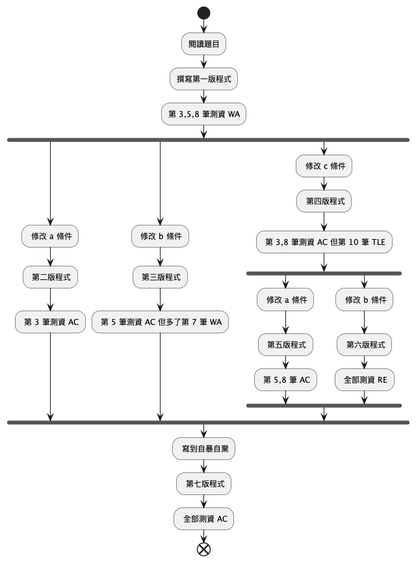 閱讀題目
撰寫第一版程式
第 3,5,8 筆測資 WA
修改 a 條件
第二版程式
第 3 筆測資 AC
修改 b 條件
第三版程式
第 5 筆測資 AC 但多了第 7 筆 WA
修改 c 條件
第四版程式
第 3,8 筆測資 AC 但第 10 筆 TLE
修改 a 條件
第五版程式
第 5,8 筆 AC
修改 b 條件
第六版程式
全部測資 RE
寫到自暴自棄
第七版程式
全部測資 AC